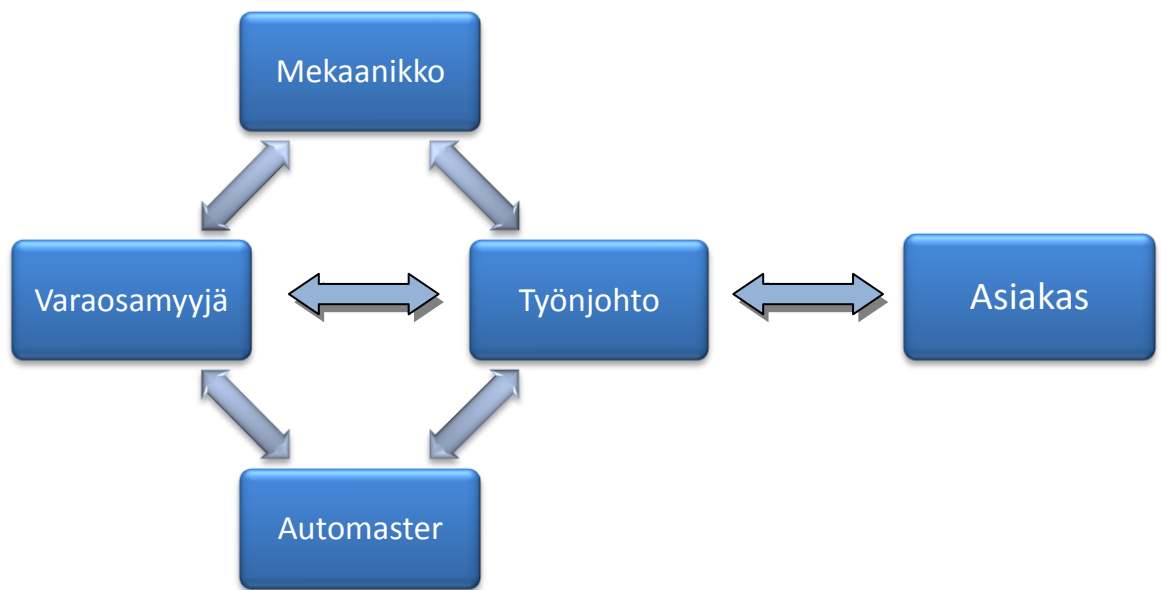 Mekaanikko
Varaosamyyjä
Työnjohto
Asiakas
Automaster